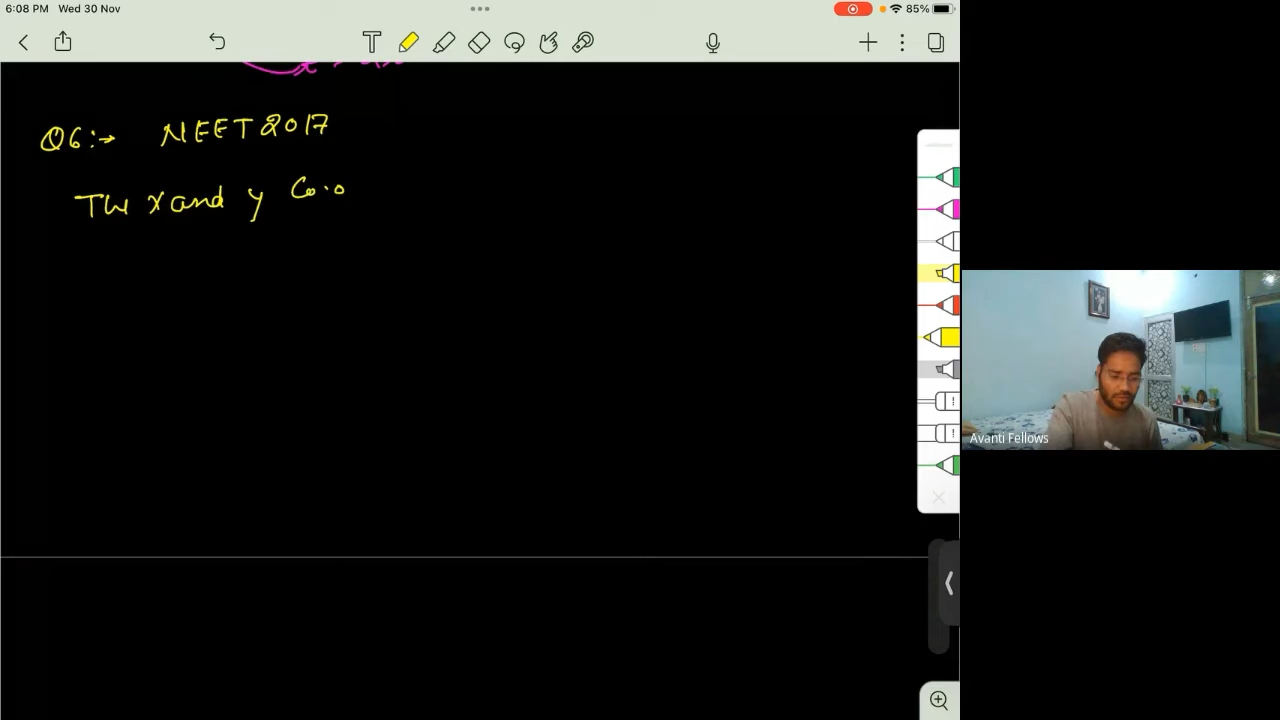 6:08 PM Wed 30 Nov
85%
Q6:→ NEET 2017
The x and y Co.o
Avanti Fellows